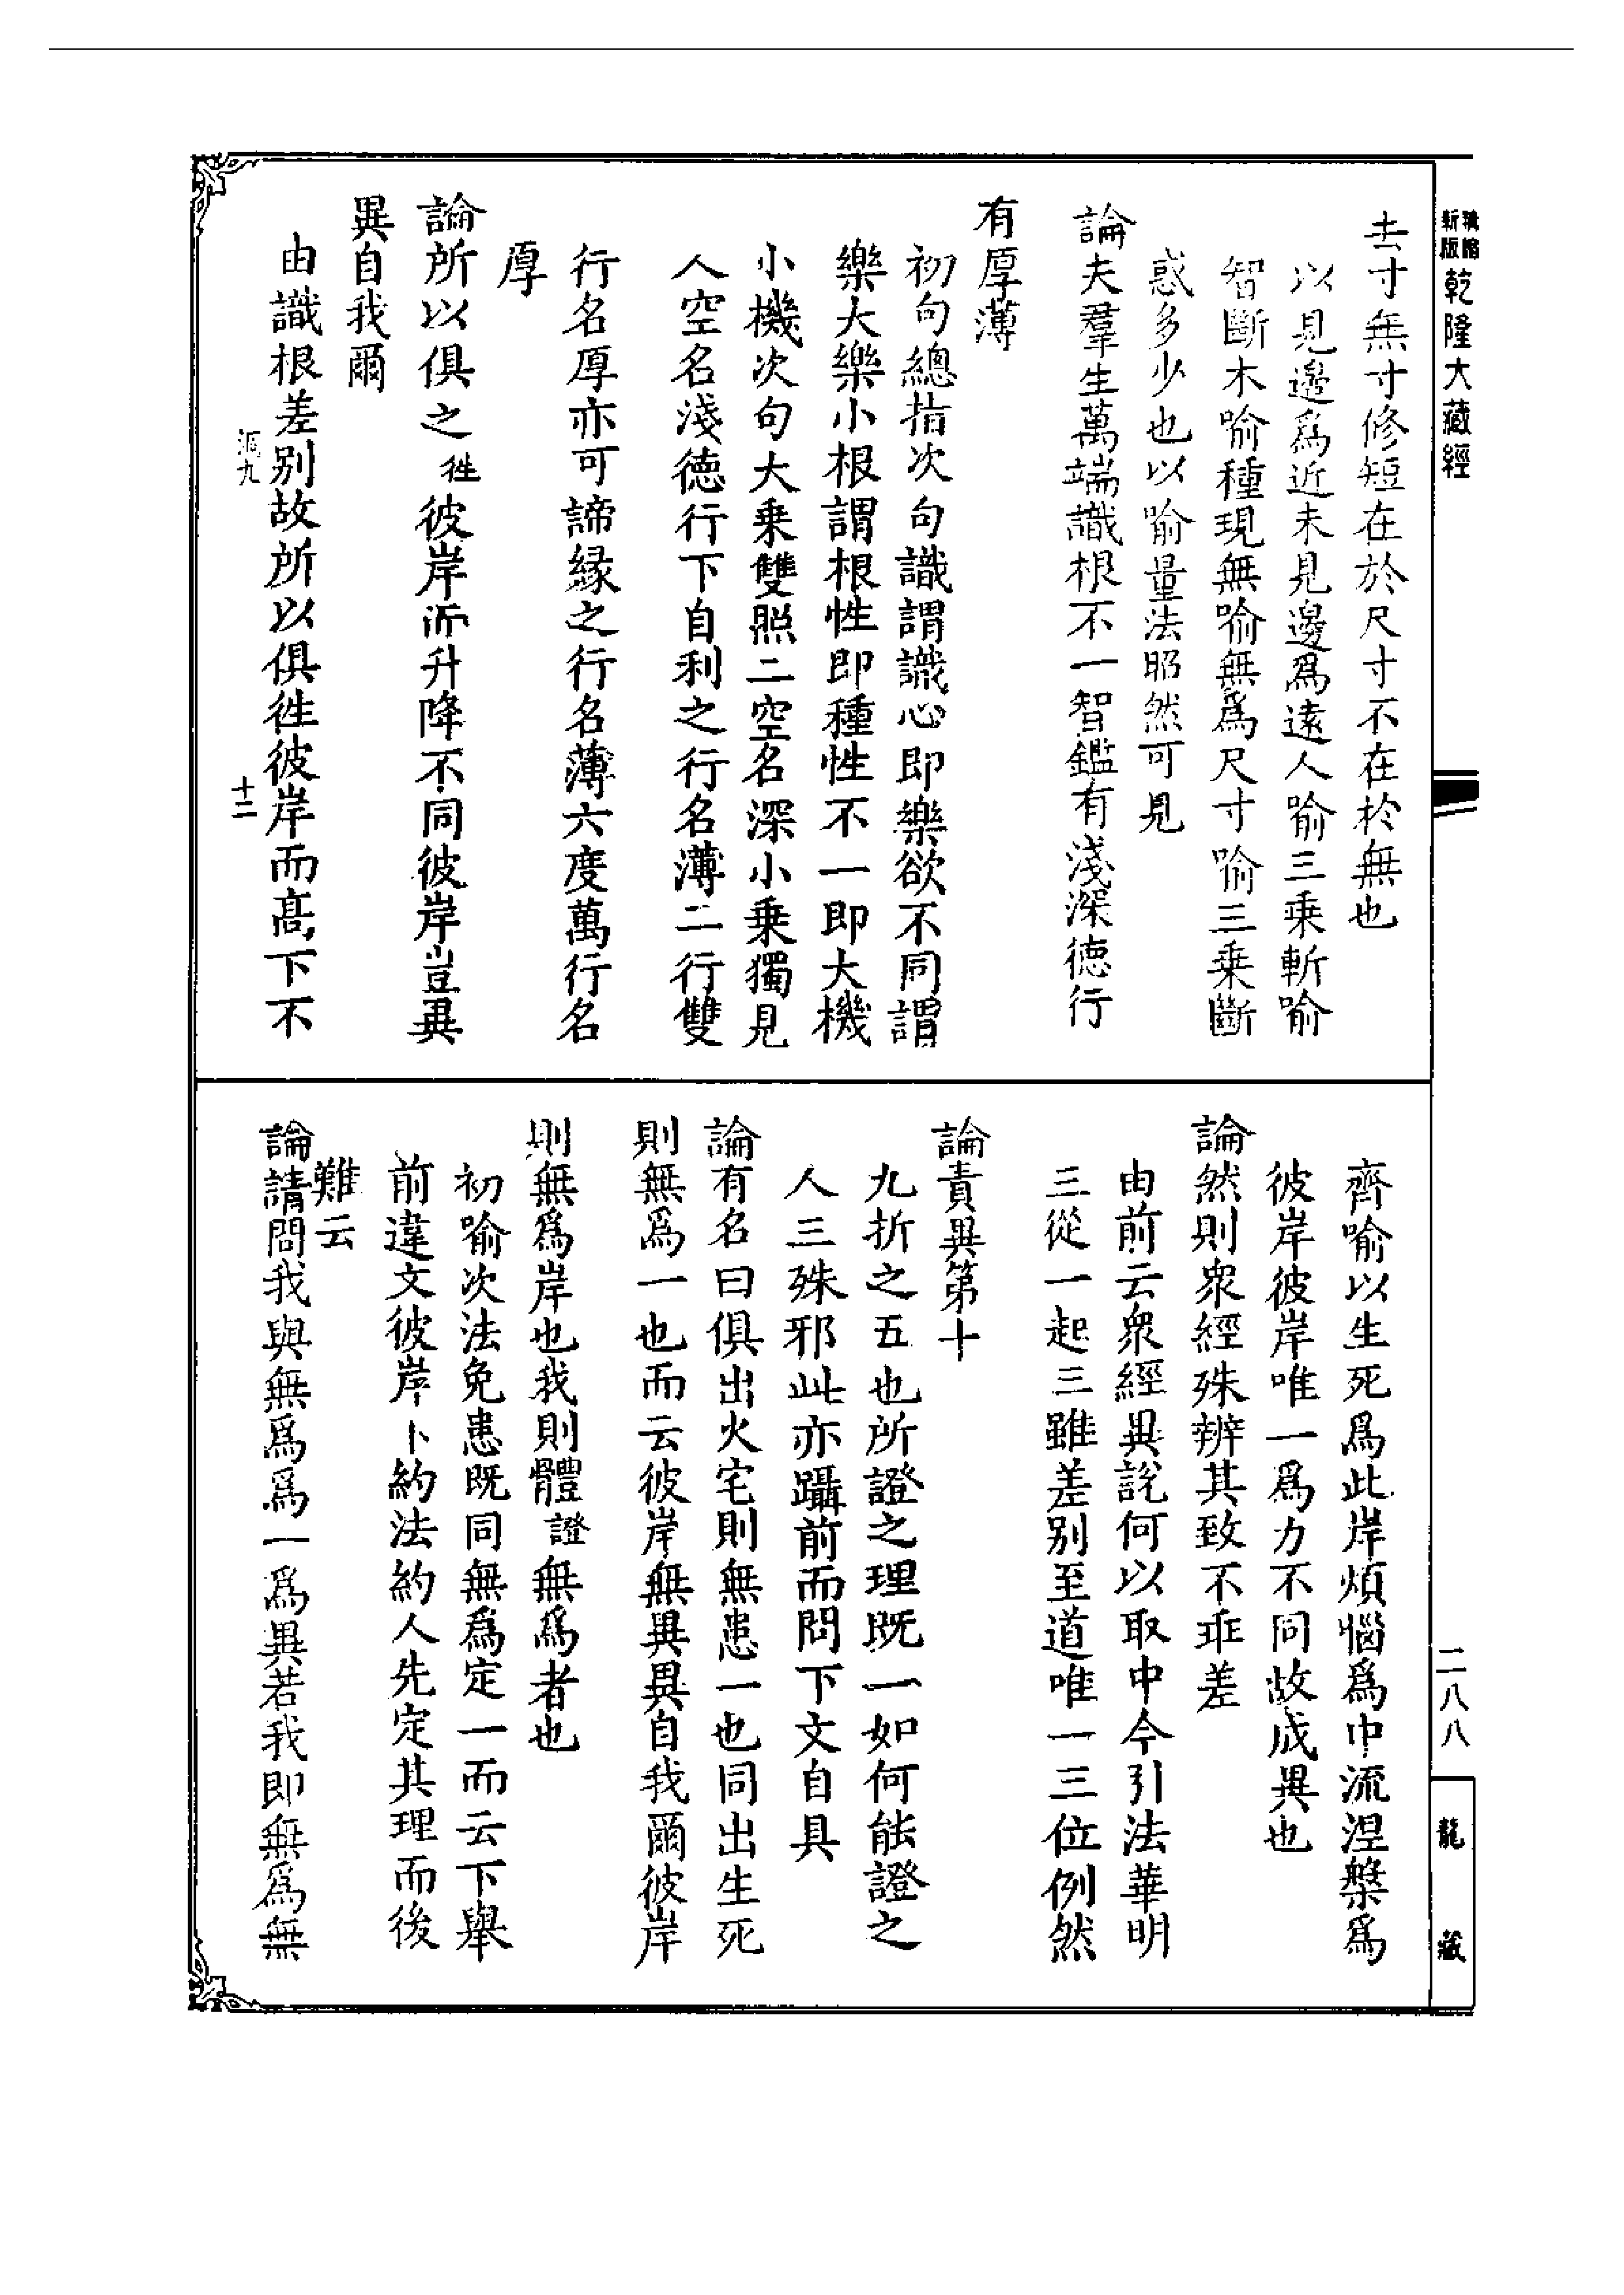 乾隆大藏經
去寸無寸修短在於尺寸不在於無也
以見邊爲近未見邊爲遠人喻三乘斬喻
智斷木喻種現無喻無爲尺寸喻三乘斷
惑多少也以喻量法昭然可見
論夫羣生萬端識根不一智鑑有淺深德行
有厚薄
初句總指次句識謂識心即樂欲不同謂
樂大樂小根謂根性即種性不一即大機
小機次句大乘雙照二空名深小乘獨見
人空名淺德行下自利之行名薄二行雙
行名厚亦可諦緣之行名薄六度萬行名
厚
論所以俱之徃彼岸而升降不同彼岸豈異
異自我爾
由識根差別故所以俱徃彼岸而高下不
十二
齊喻以生死爲此岸煩惱爲中流涅槃爲
彼岸彼岸唯一爲力不同故成異也
論然則衆經殊辨其致不乖差
由前云衆經異說何以取中今引法華明
三從一起三雖差別至道唯一三位例然
論責異第十
九折之五也所證之理既一如何能證之
人三殊邪此亦躡前而問下文自具
論有名曰俱出火宅則無患一也同出生死
則無爲一也而云彼岸無異異自我爾彼岸
則無爲岸也我則體證無爲者也
初喻次法免患既同無爲定一而云下舉
前違文彼岸卜約法約人先定其理而後
難云
論請問我與無爲爲一爲異若我即無爲無
二八八
龍藏